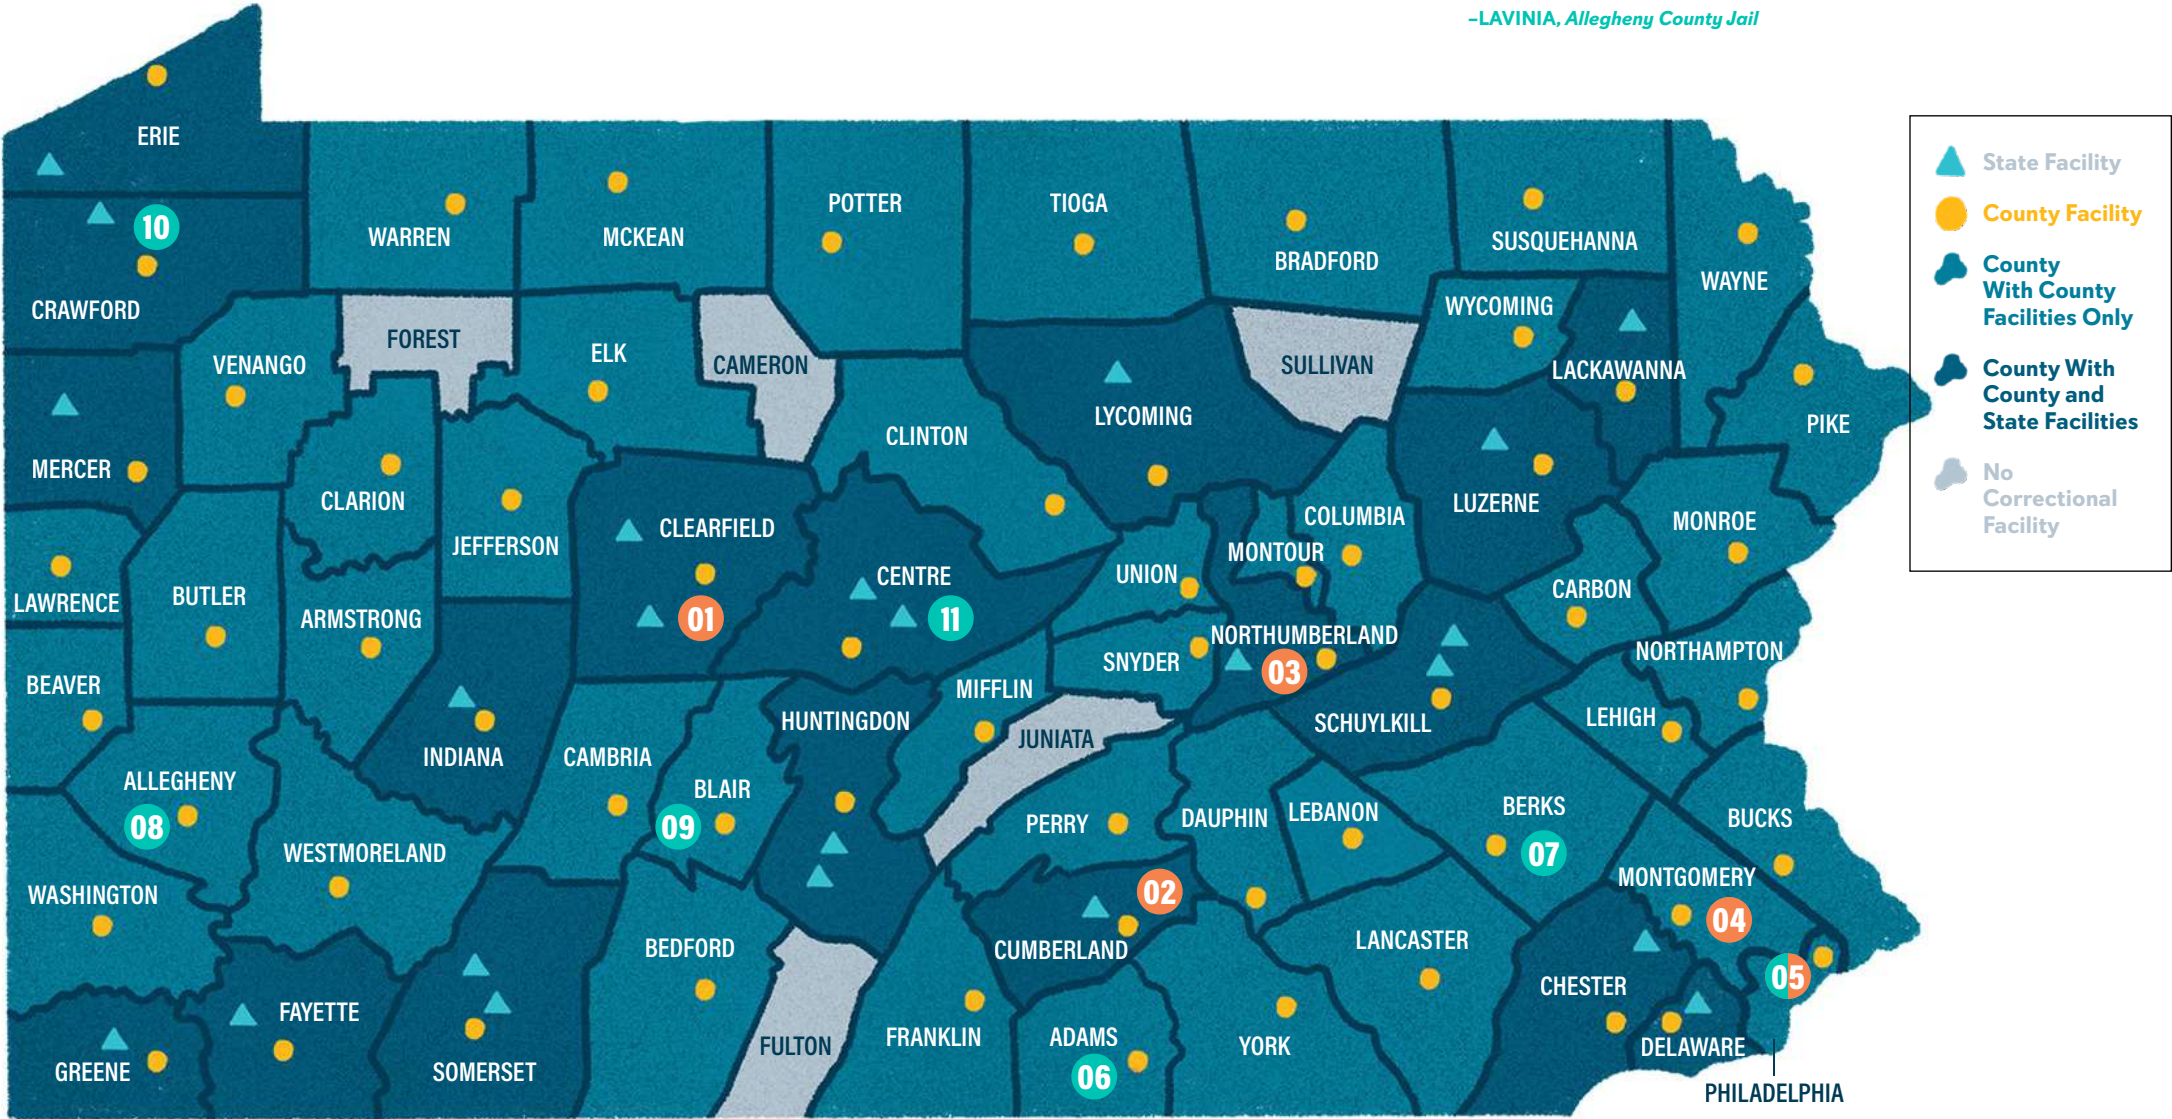 –LAVINIA, Allegheny County Jail
ERIE
10
CRAWFORD
WARREN
MCKEAN
POTTER
TIOGA
BRADFORD
SUSQUEHANNA
WAYNE
WYCOMING
LACKAWANNA
PIKE
FOREST
VENANGO
ELK
CAMERON
SULLIVAN
LYCOMING
CLINTON
MERCER
CLARION
JEFFERSON
CLEARFIELD
01
CENTRE
11
UNION
MONTOUR
COLUMBIA
LUZERNE
MONROE
CARBON
LAWRENCE
BUTLER
ARMSTRONG
NORTHUMBERLAND
03
SNYDER
NORTHAMPTON
BEAVER
INDIANA
CAMBRIA
BLAIR
09
HUNTINGDON
MIFFLIN
JUNIATA
SCHUYLKILL
LEHIGH
ALLEGHENY
08
WESTMORELAND
PERRY
DAUPHIN
LEBANON
BERKS
07
BUCKS
WASHINGTON
MONTGOMERY
04
02
CUMBERLAND
BEDFORD
LANCASTER
CHESTER
05
GREENE
FAYETTE
SOMERSET
FULTON
FRANKLIN
ADAMS
06
YORK
DELAWARE
PHILADELPHIA
State Facility
County Facility
County
With County
Facilities Only
County With
County and
State Facilities
No
Correctional
Facility